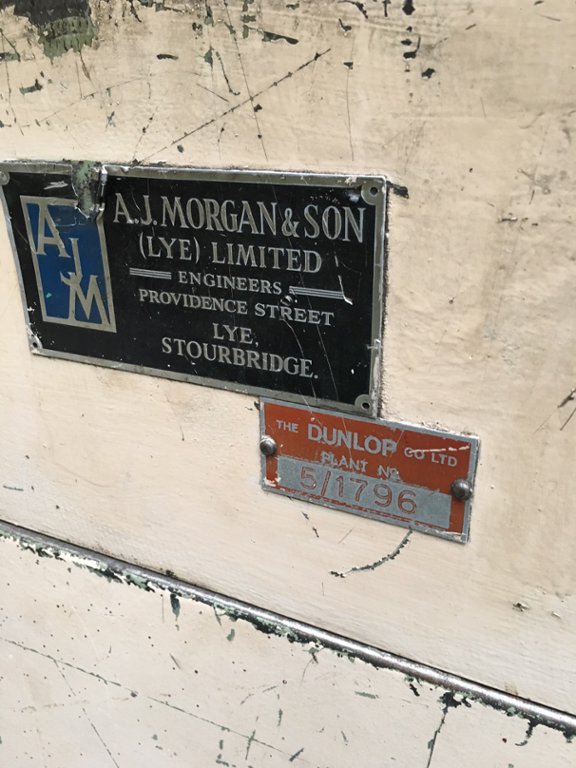 AJM
A.J. MORGAN & SON
(LYE) LIMITED
ENGINEERS
PROVIDENCE STREET
LYE,
STOURBRIDGE.
THE DUNLOP CO LTD
PLANT NO
5/1796